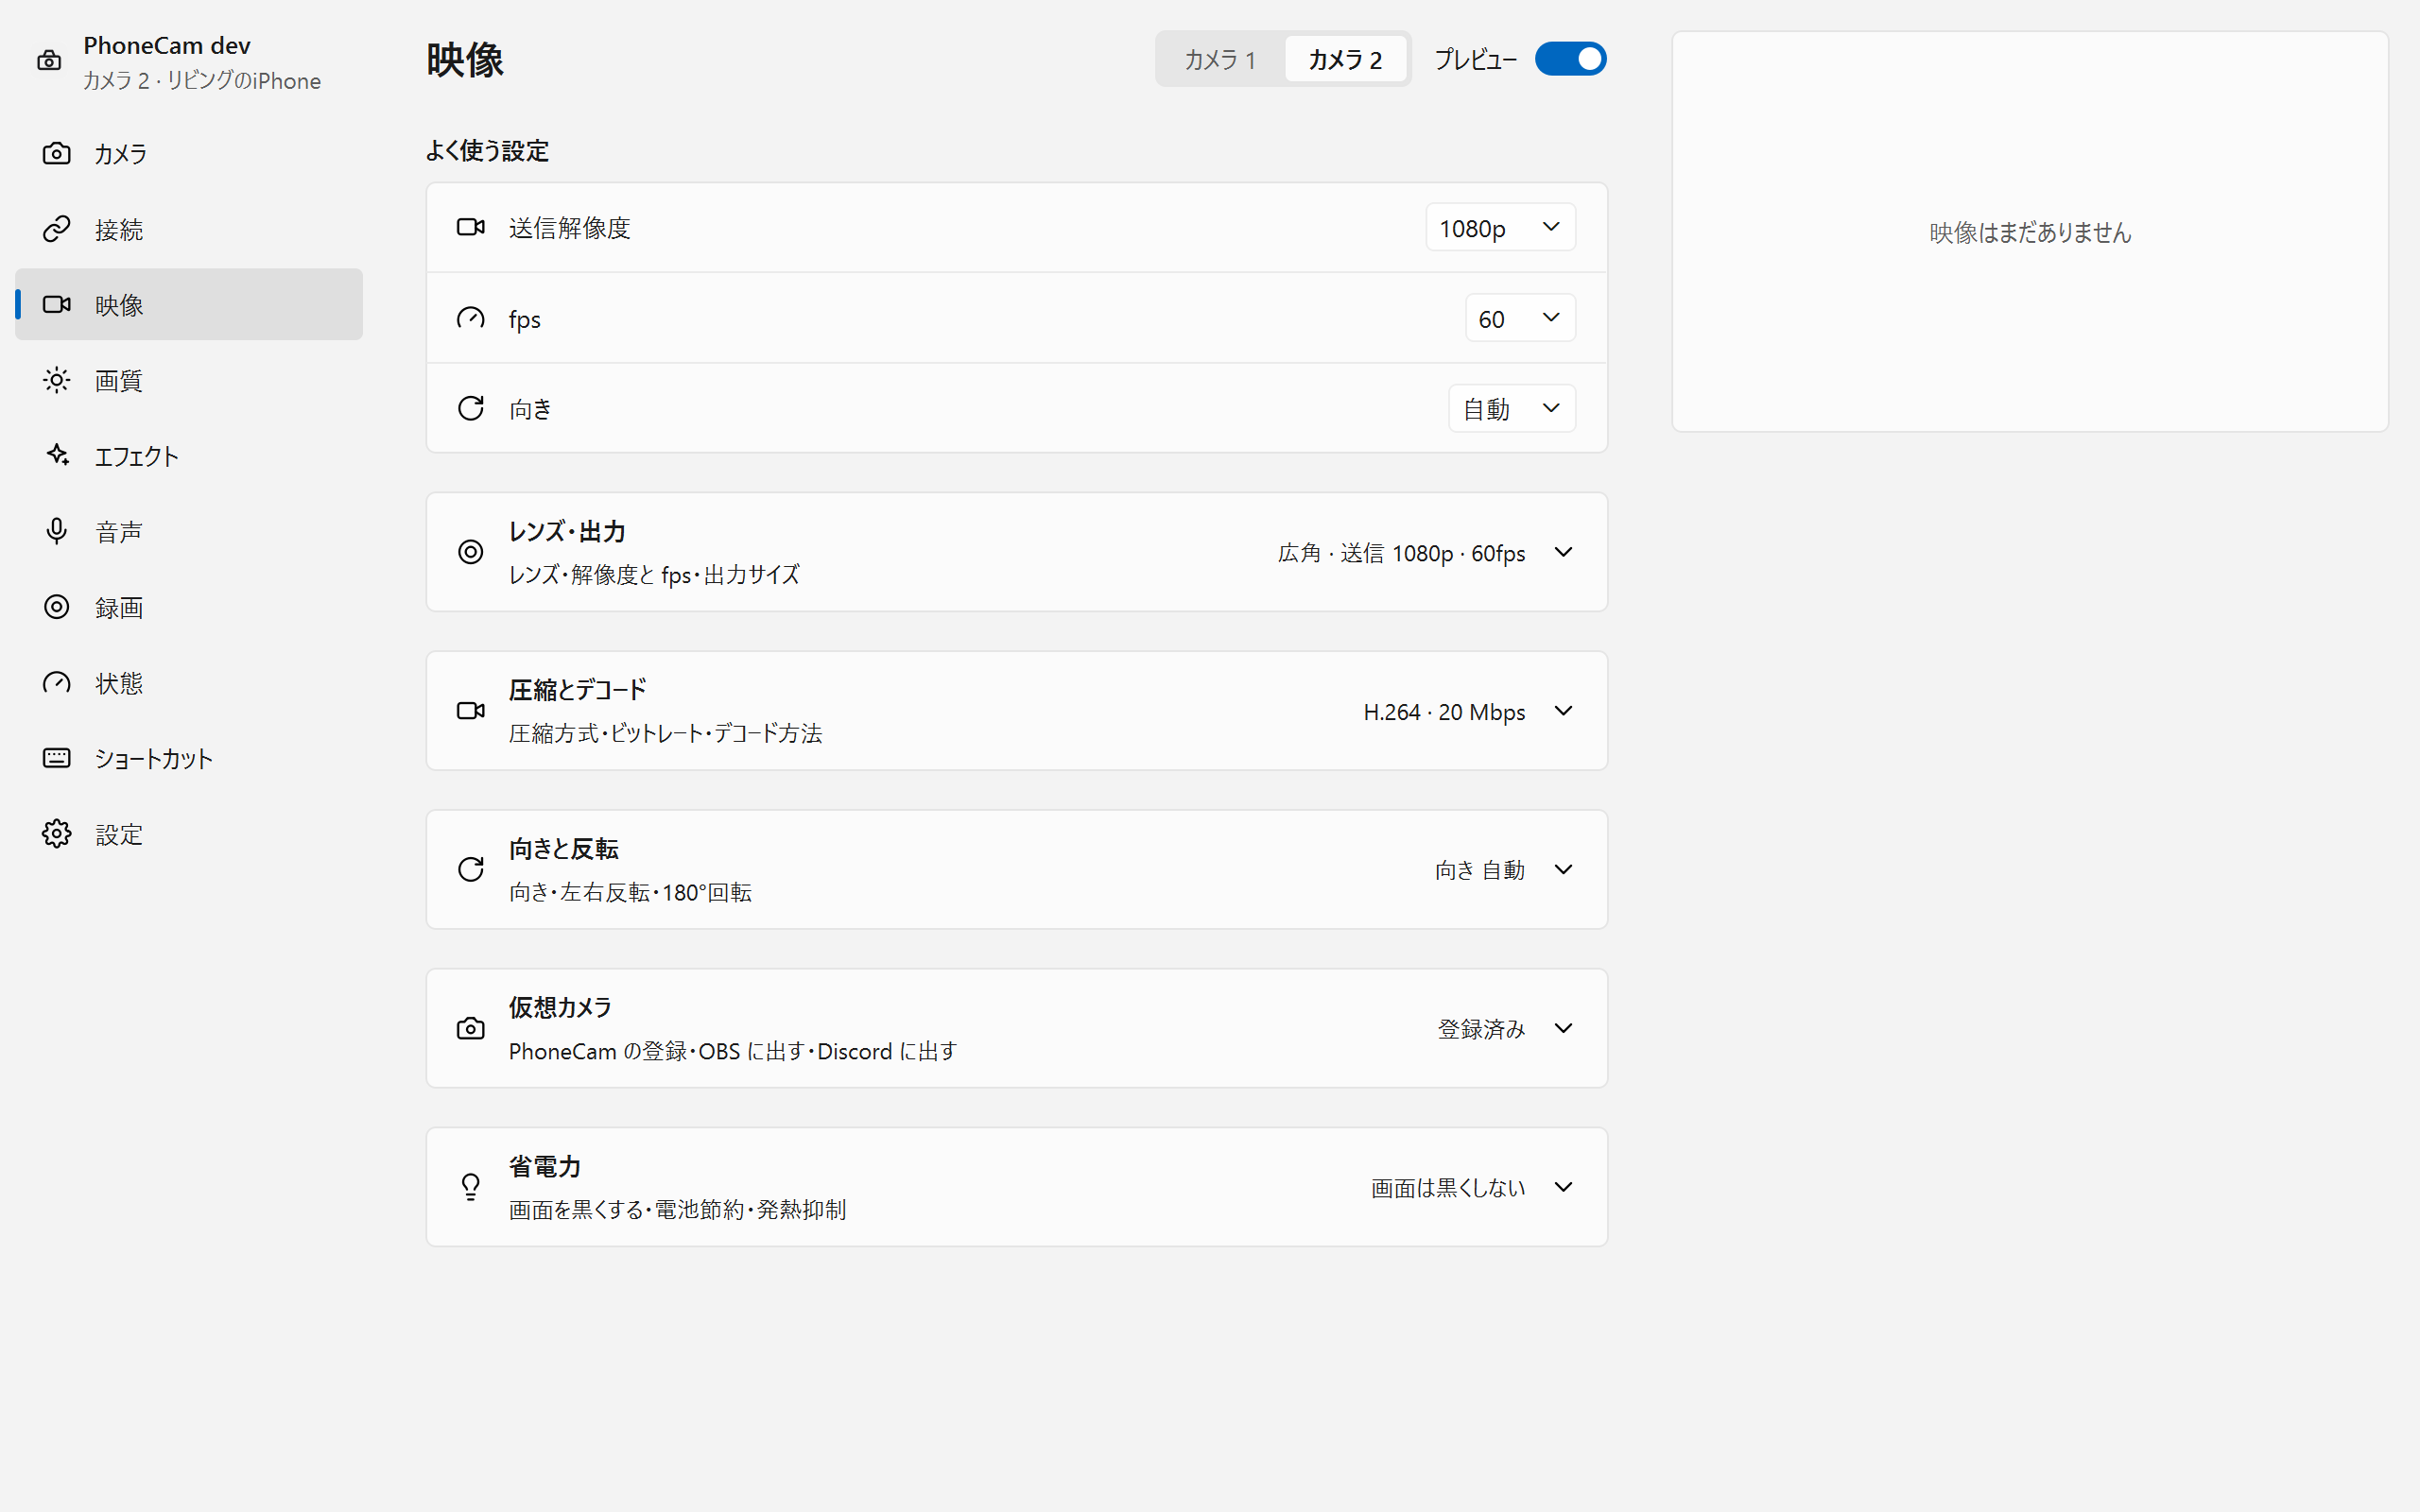 PhoneCam dev
カメラ 2 · リビングのiPhone
カメラ
接続
映像
画質
エフェクト
音声
録画
状態
ショートカット
設定
映像
カメラ 1
カメラ 2
プレビュー
よく使う設定
送信解像度
1080p
fps
60
向き
自動
レンズ・出力
レンズ・解像度と fps・出力サイズ
広角 · 送信 1080p · 60fps
圧縮とデコード
圧縮方式・ビットレート・デコード方法
H.264 · 20 Mbps
向きと反転
向き・左右反転・180°回転
向き 自動
仮想カメラ
PhoneCam の登録・OBS に出す・Discord に出す
登録済み
省電力
画面を黒くする・電池節約・発熱抑制
画面は黒くしない
映像はまだありません